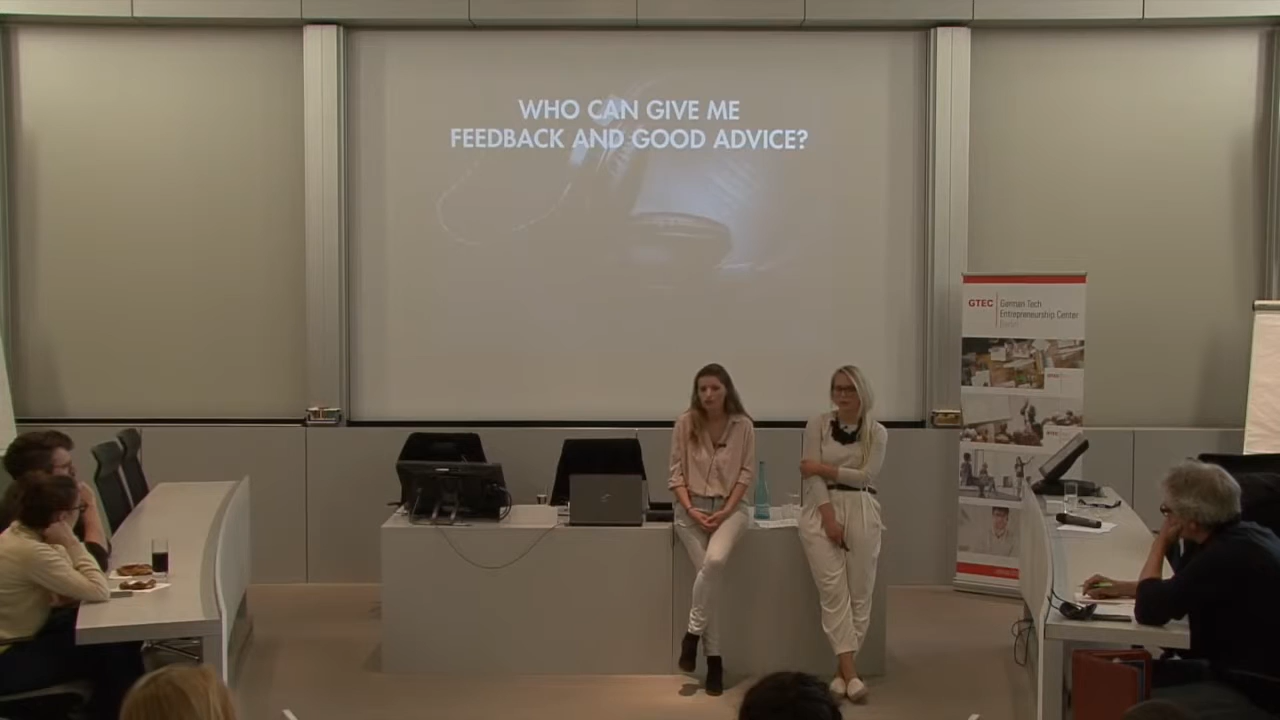 WHO CAN GIVE ME
FEEDBACK AND GOOD ADVICE?
GTEC
German Tech
Entrepreneurship Center